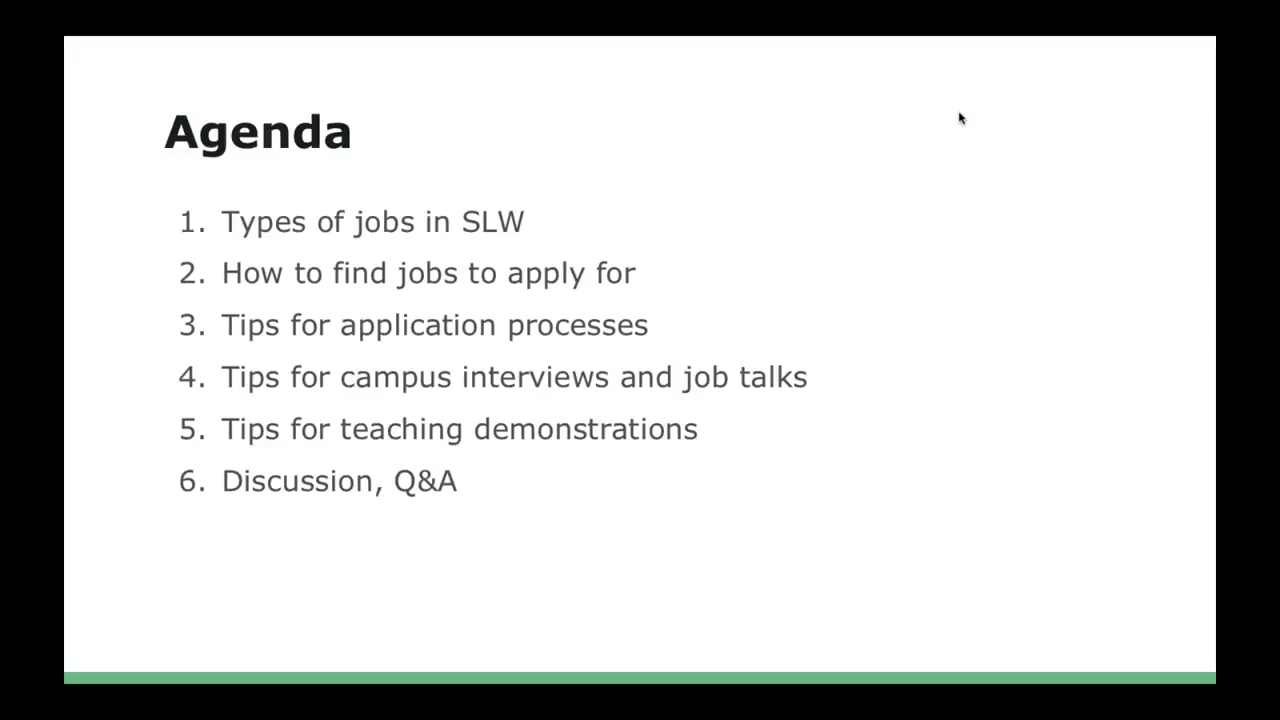 Agenda
1. Types of jobs in SLW
2. How to find jobs to apply for
3. Tips for application processes
4. Tips for campus interviews and job talks
5. Tips for teaching demonstrations
6. Discussion, Q&A